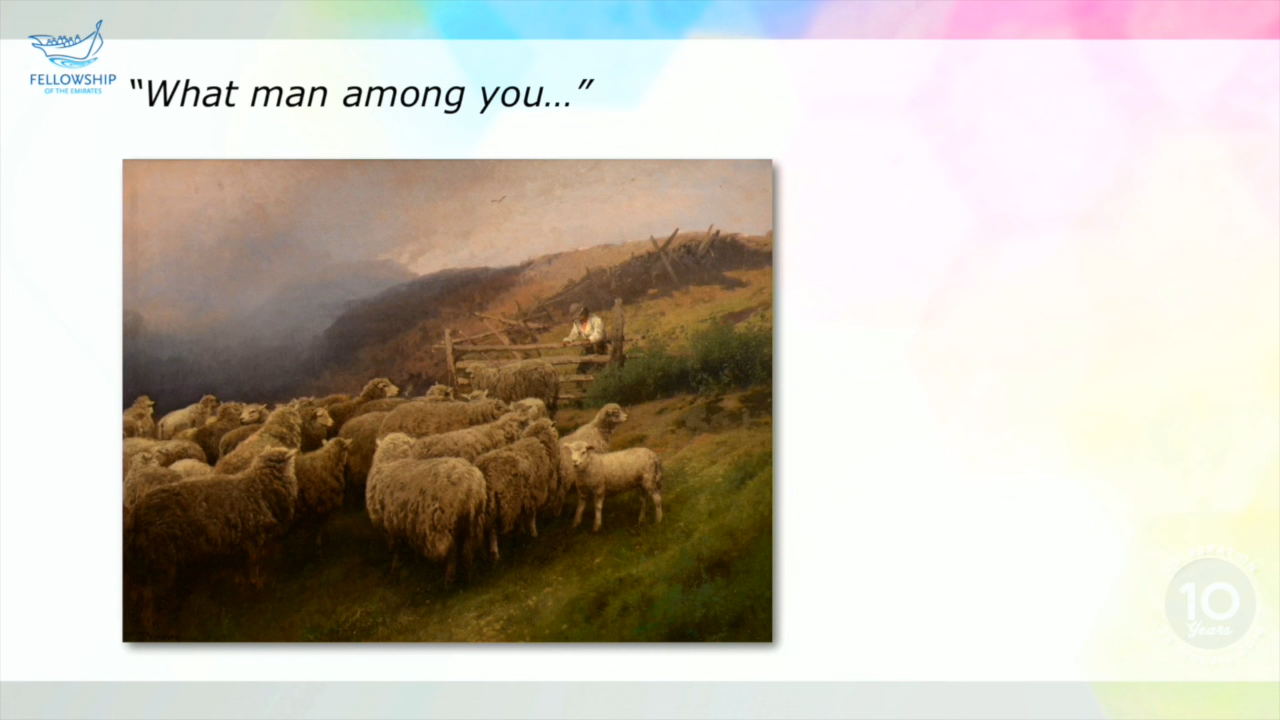 FELLOWSHIP
OF THE EMIRATES
“What man among you…”
10
Years